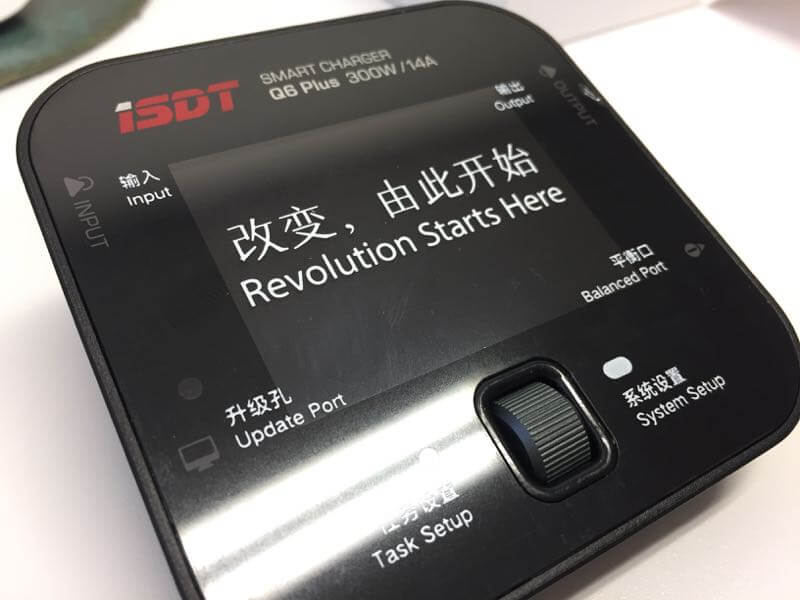 iSDT
SMART CHARGER
Q6 Plus 300W/14A
输出
Output
OUTPUT
输入
Input
INPUT
改变，由此开始
Revolution Starts Here
平衡口
Balanced Port
升级孔
Update Port
系统设置
System Setup
任务设置
Task Setup